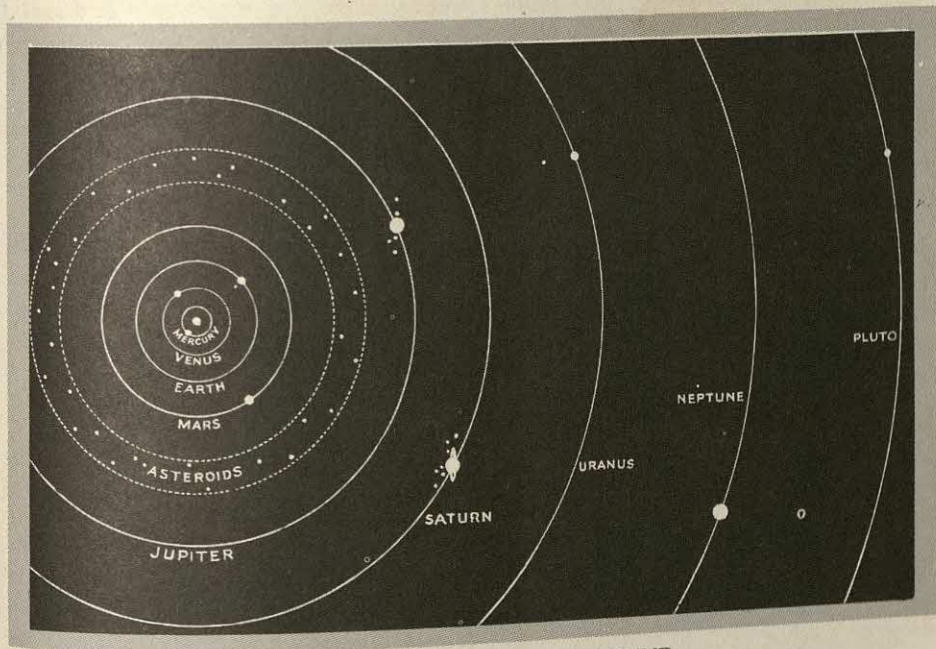 MERCURY
VENUS
EARTH
MARS
ASTEROIDS
JUPITER
SATURN
URANUS
NEPTUNE
PLUTO